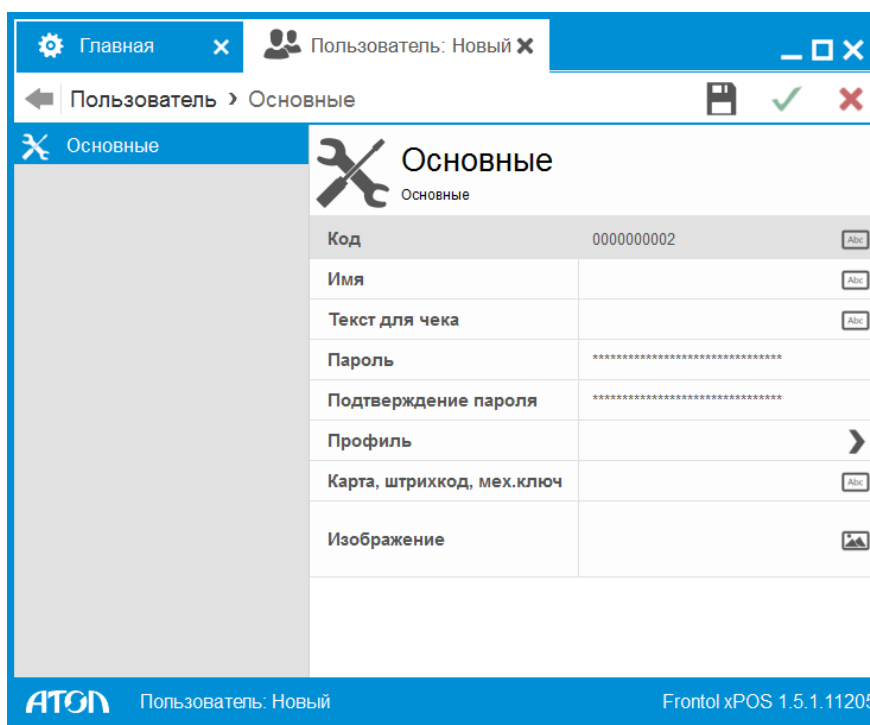 Главная
Пользователь: Новый
Пользователь › Основные
Основные
Основные
Основные
Код 0000000002 Abc
Имя Abc
Текст для чека Abc
Пароль ********************************
Подтверждение пароля ********************************
Профиль
Карта, штрихкод, мех.ключ Abc
Изображение
АТОЛ Пользователь: Новый Frontol xPOS 1.5.1.11205